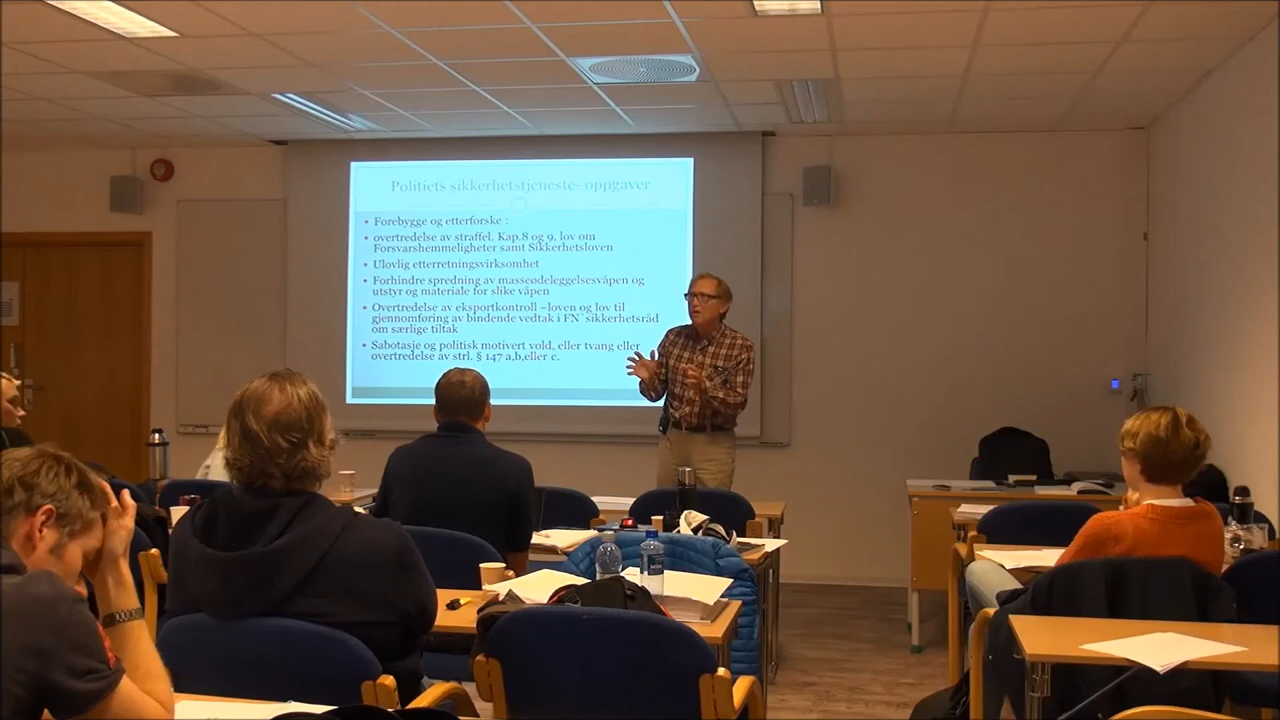 Politiets sikkerhetstjeneste- oppgaver
• Forebygge og etterforske :
• overtredelse av straffel. Kap.8 og 9, lov om
Forsvarshemmeligheter samt Sikkerhetsloven
• Ulovlig etterretningsvirksomhet
• Forhindre spredning av masseødeleggelsesvåpen og
utstyr og materiale for slike våpen
• Overtredelse av eksportkontroll –loven og lov til
gjennomføring av bindende vedtak i FN`sikkerhetsråd
om særlige tiltak
• Sabotasje og politisk motivert vold, eller tvang eller
overtredelse av strl. § 147 a,b,eller c.